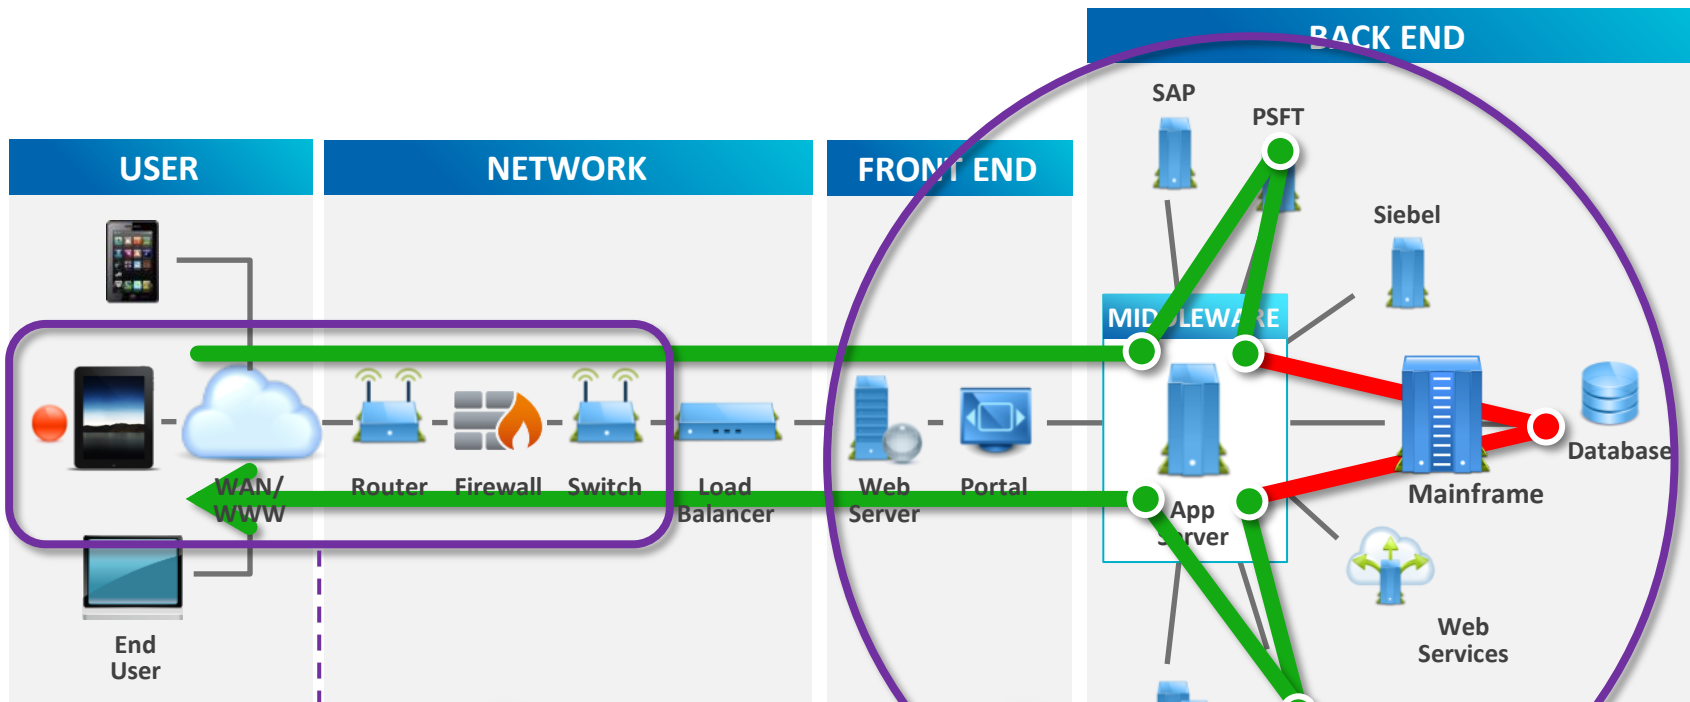 BACK END
SAP
PSFT
USER
NETWORK
FRONT END
Siebel
MIDDLEWARE
Database
WAN/
WWW
Router
Firewall
Switch
Load
Balancer
Web
Server
Portal
App
Server
Mainframe
End
User
Web
Services